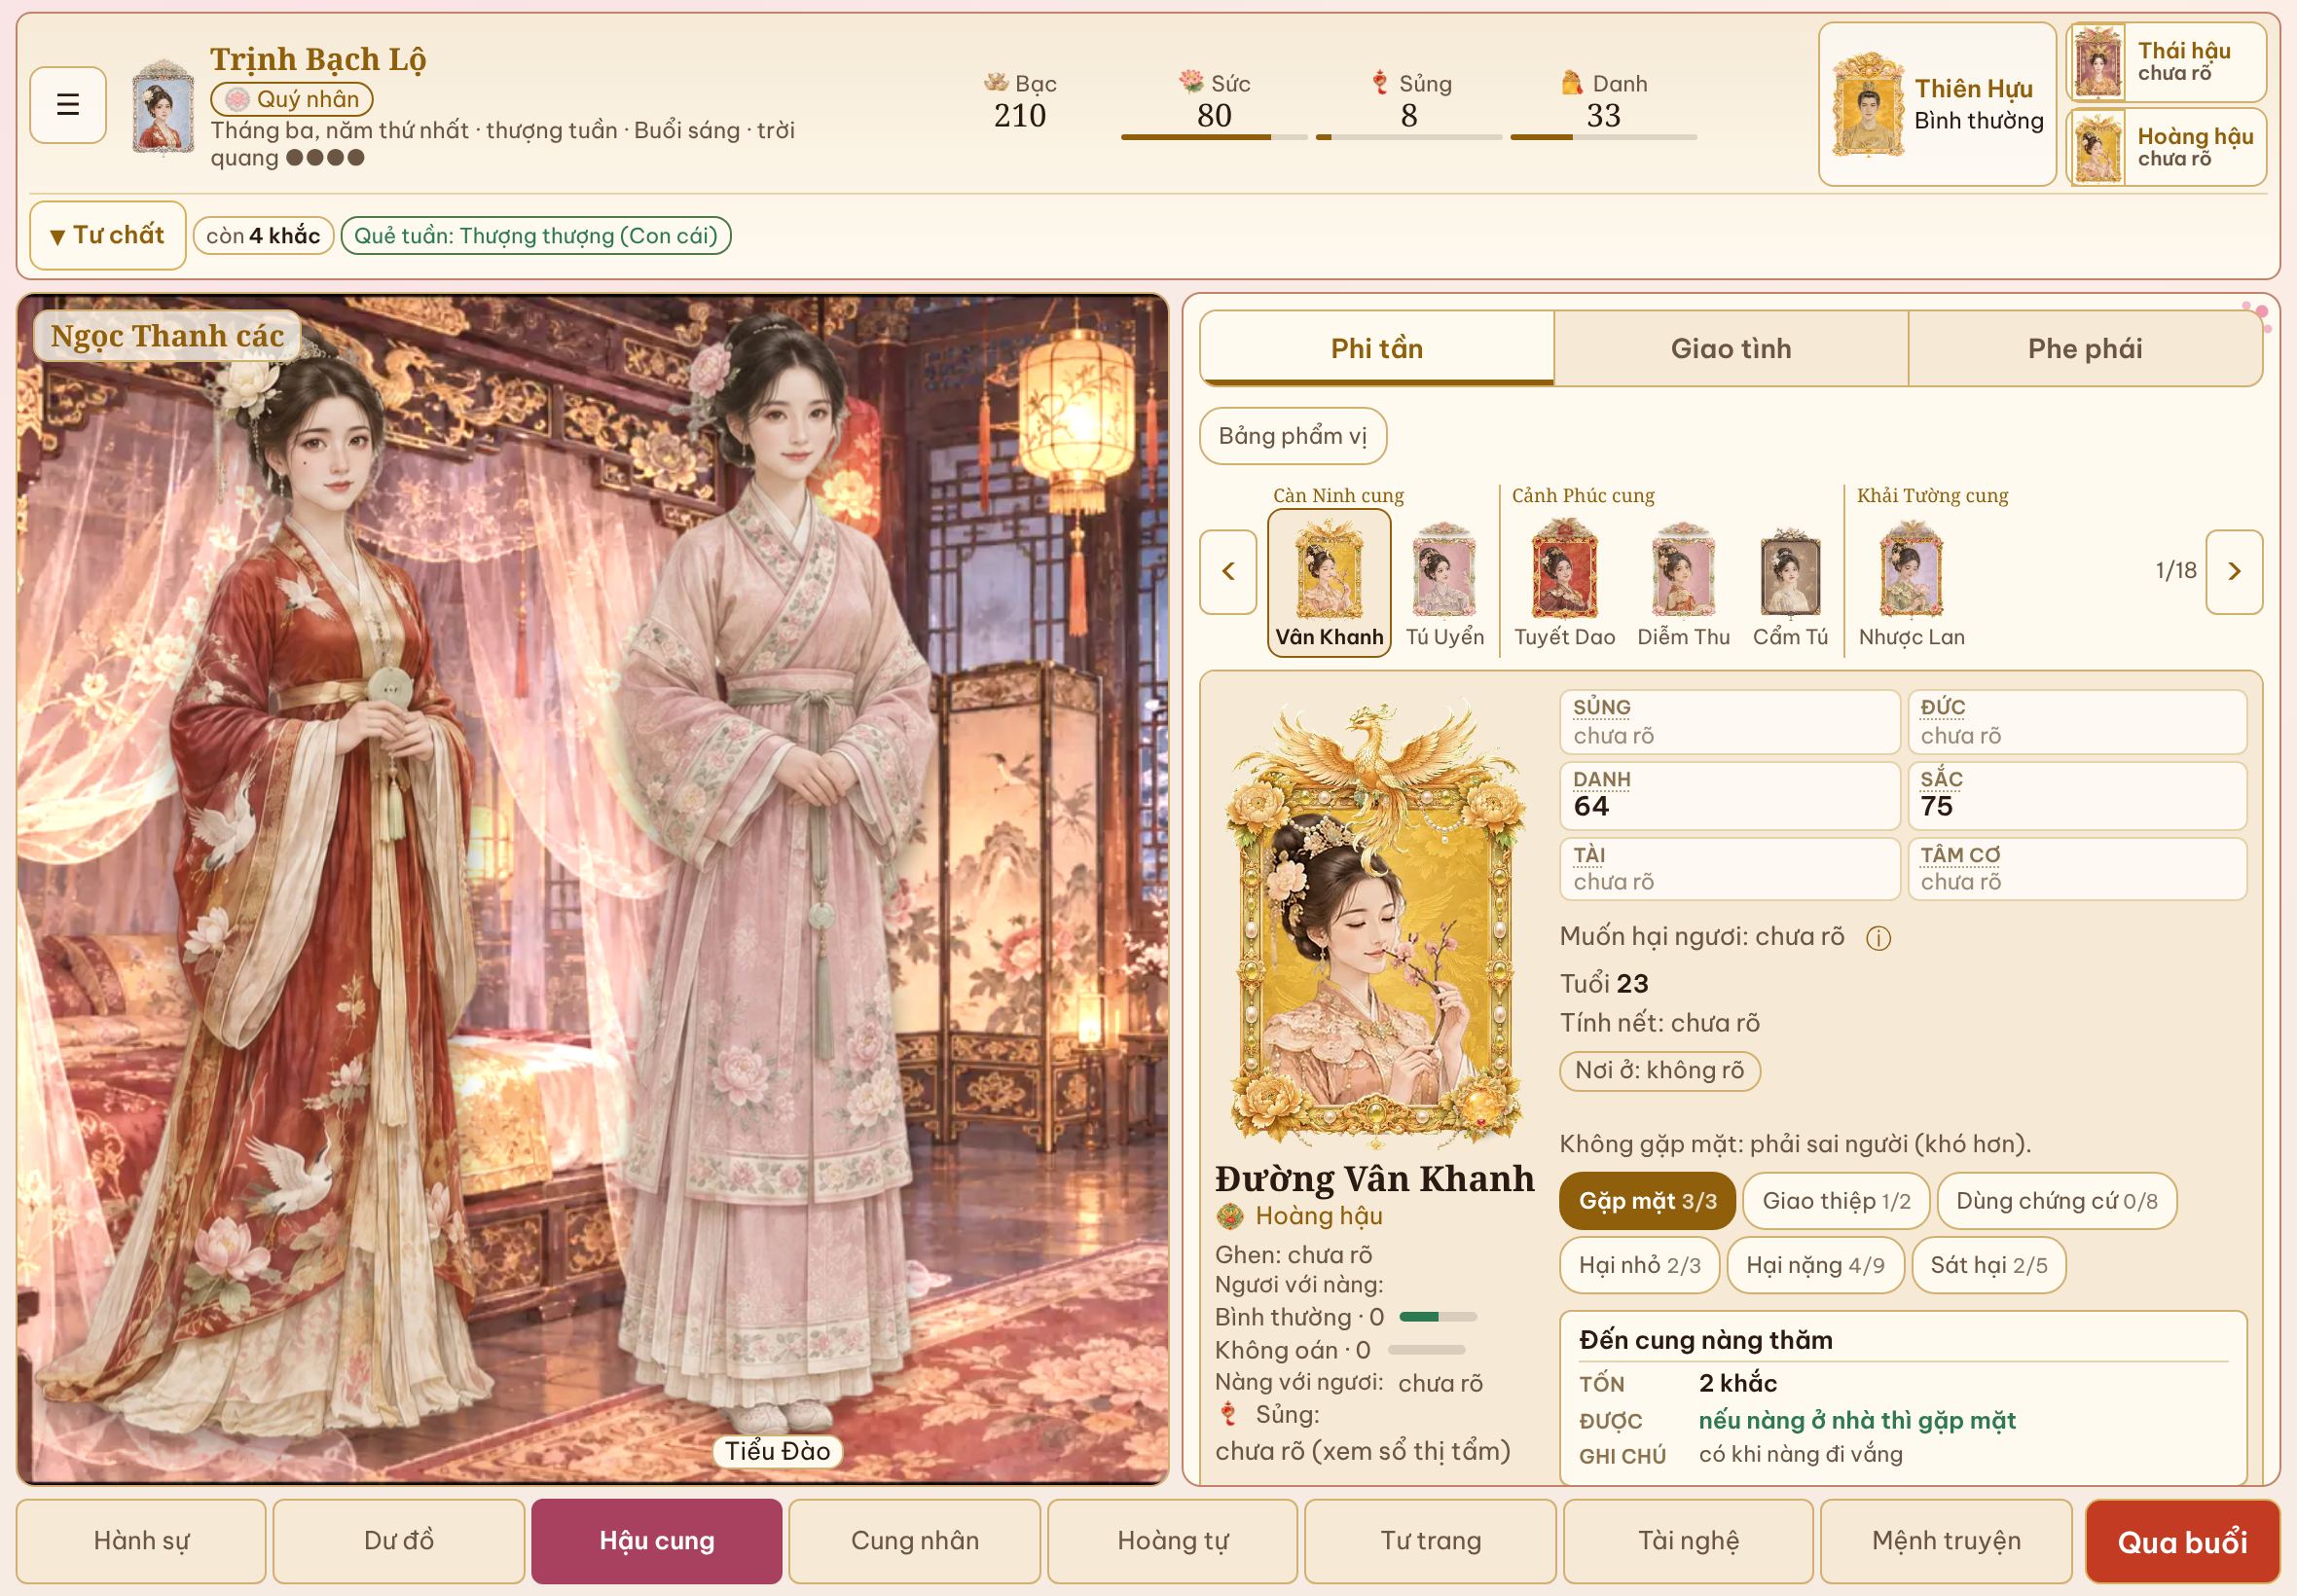 ☰
Trịnh Bạch Lộ
Quý nhân
Tháng ba, năm thứ nhất · thượng tuần · Buổi sáng · trời
quang ●●●●
Bạc
210
Sức
80
Sủng
8
Danh
33
Thiên Hựu
Bình thường
Thái hậu
chưa rõ
Hoàng hậu
chưa rõ
▼ Tư chất
còn 4 khắc
Quẻ tuần: Thượng thượng (Con cái)
Ngọc Thanh các
Tiểu Đào
Phi tần
Giao tình
Phe phái
Bảng phẩm vị
Càn Ninh cung
Cảnh Phúc cung
Khải Tường cung
‹
Vân Khanh
Tú Uyển
Tuyết Dao
Diễm Thu
Cẩm Tú
Nhược Lan
1/18
›
Đường Vân Khanh
Hoàng hậu
Ghen: chưa rõ
Ngươi với nàng:
Bình thường · 0
Không oán · 0
Nàng với ngươi: chưa rõ
Sủng:
chưa rõ (xem sổ thị tẩm)
SỦNG
chưa rõ
ĐỨC
chưa rõ
DANH
64
SẮC
75
TÀI
chưa rõ
TÂM CƠ
chưa rõ
Muốn hại ngươi: chưa rõ ⓘ
Tuổi 23
Tính nết: chưa rõ
Nơi ở: không rõ
Không gặp mặt: phải sai người (khó hơn).
Gặp mặt 3/3
Giao thiệp 1/2
Dùng chứng cứ 0/8
Hại nhỏ 2/3
Hại nặng 4/9
Sát hại 2/5
Đến cung nàng thăm
TỐN 2 khắc
ĐƯỢC nếu nàng ở nhà thì gặp mặt
GHI CHÚ có khi nàng đi vắng
Hành sự
Dư đồ
Hậu cung
Cung nhân
Hoàng tự
Tư trang
Tài nghệ
Mệnh truyện
Qua buổi